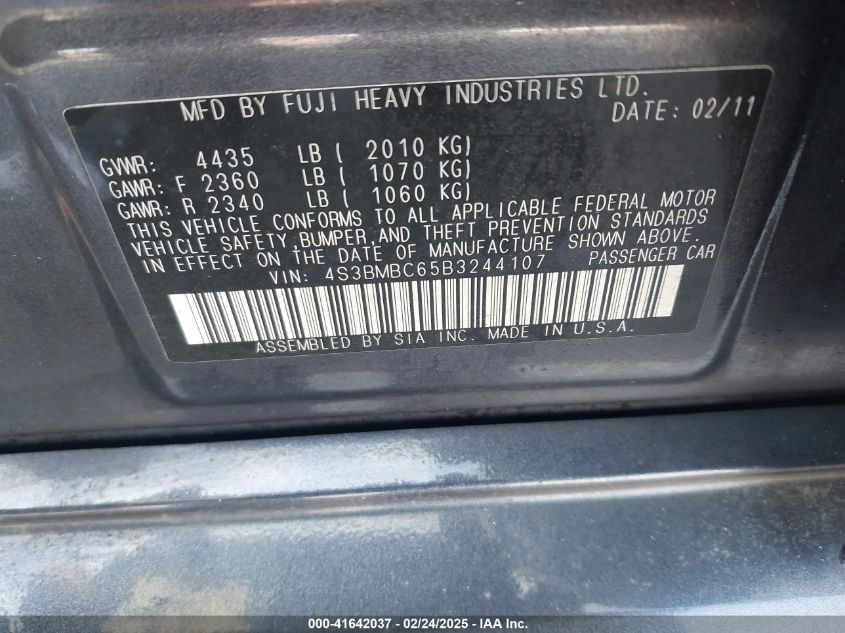 MFD BY FUJI HEAVY INDUSTRIES LTD.
DATE: 02/11
GVWR: 4435 LB ( 2010 KG)
GAWR: F 2360 LB ( 1070 KG)
GAWR: R 2340 LB ( 1060 KG)
THIS VEHICLE CONFORMS TO ALL APPLICABLE FEDERAL MOTOR
VEHICLE SAFETY, BUMPER, AND THEFT PREVENTION STANDARDS
IN EFFECT ON THE DATE OF MANUFACTURE SHOWN ABOVE.
VIN: 4S3BMBC65B3244107 PASSENGER CAR
ASSEMBLED BY SIA INC. MADE IN U.S.A.
000-41642037 - 02/24/2025 - IAA Inc.